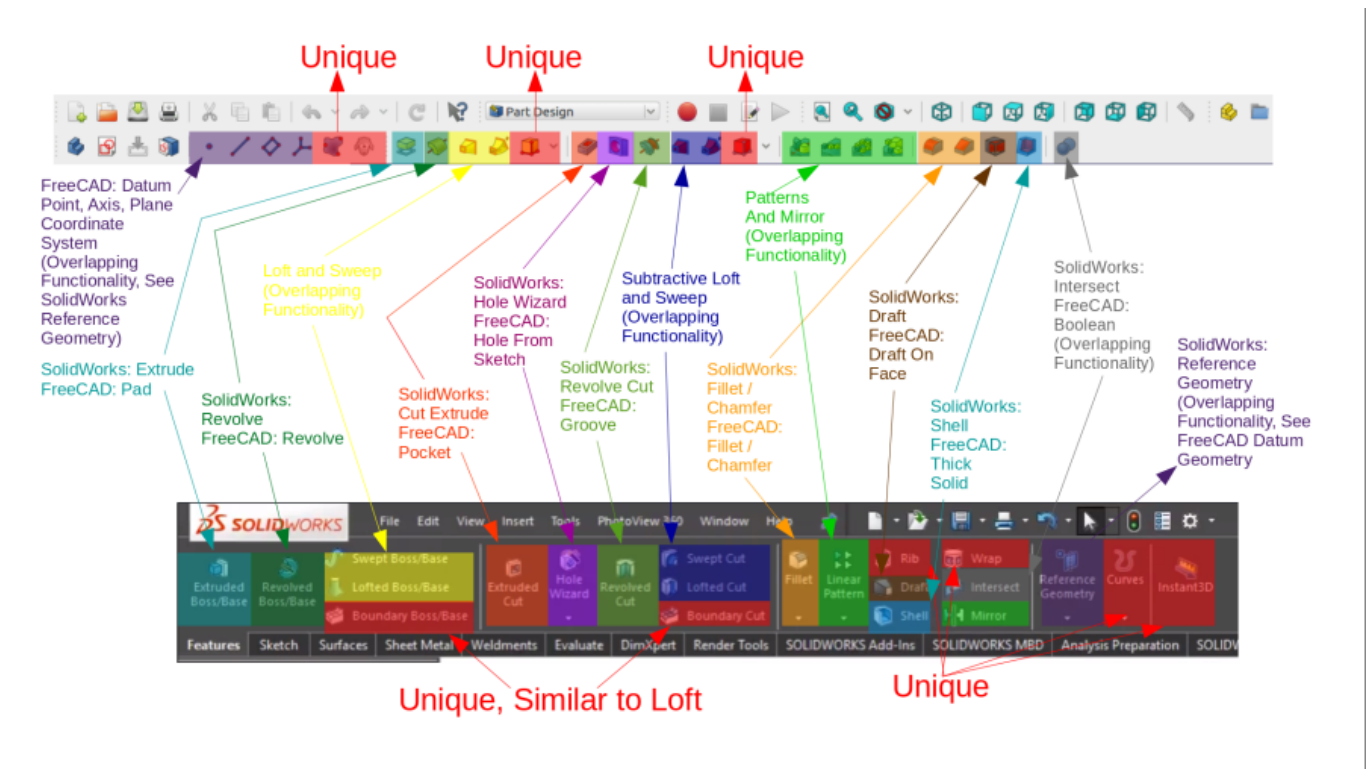 Unique
Unique
Unique
Part Design
FreeCAD: Datum
Point, Axis, Plane
Coordinate
System
(Overlapping
Functionality, See
SolidWorks
Reference
Geometry)
SolidWorks: Extrude
FreeCAD: Pad
SolidWorks:
Revolve
FreeCAD: Revolve
Loft and Sweep
(Overlapping
Functionality)
SolidWorks:
Cut Extrude
FreeCAD:
Pocket
SolidWorks:
Hole Wizard
FreeCAD:
Hole From
Sketch
SolidWorks:
Revolve Cut
FreeCAD:
Groove
Subtractive Loft
and Sweep
(Overlapping
Functionality)
Patterns
And Mirror
(Overlapping
Functionality)
SolidWorks:
Fillet /
Chamfer
FreeCAD:
Fillet /
Chamfer
SolidWorks:
Draft
FreeCAD:
Draft On
Face
SolidWorks:
Shell
FreeCAD:
Thick
Solid
SolidWorks:
Intersect
FreeCAD:
Boolean
(Overlapping
Functionality)
SolidWorks:
Reference
Geometry
(Overlapping
Functionality, See
FreeCAD Datum
Geometry
SOLIDWORKS File Edit View Insert Tools PhotoView 360 Window Help
Extruded
Boss/Base
Revolved
Boss/Base
Swept Boss/Base
Lofted Boss/Base
Boundary Boss/Base
Extruded
Cut
Hole
Wizard
Revolved
Cut
Swept Cut
Lofted Cut
Boundary Cut
Fillet
Linear
Pattern
Rib
Draft
Shell
Wrap
Intersect
Mirror
Reference
Geometry
Curves
Instant3D
Features Sketch Surfaces Sheet Metal Weldments Evaluate DimXpert Render Tools SOLIDWORKS Add-Ins SOLIDWORKS MBD Analysis Preparation SOLIDW
Unique, Similar to Loft
Unique